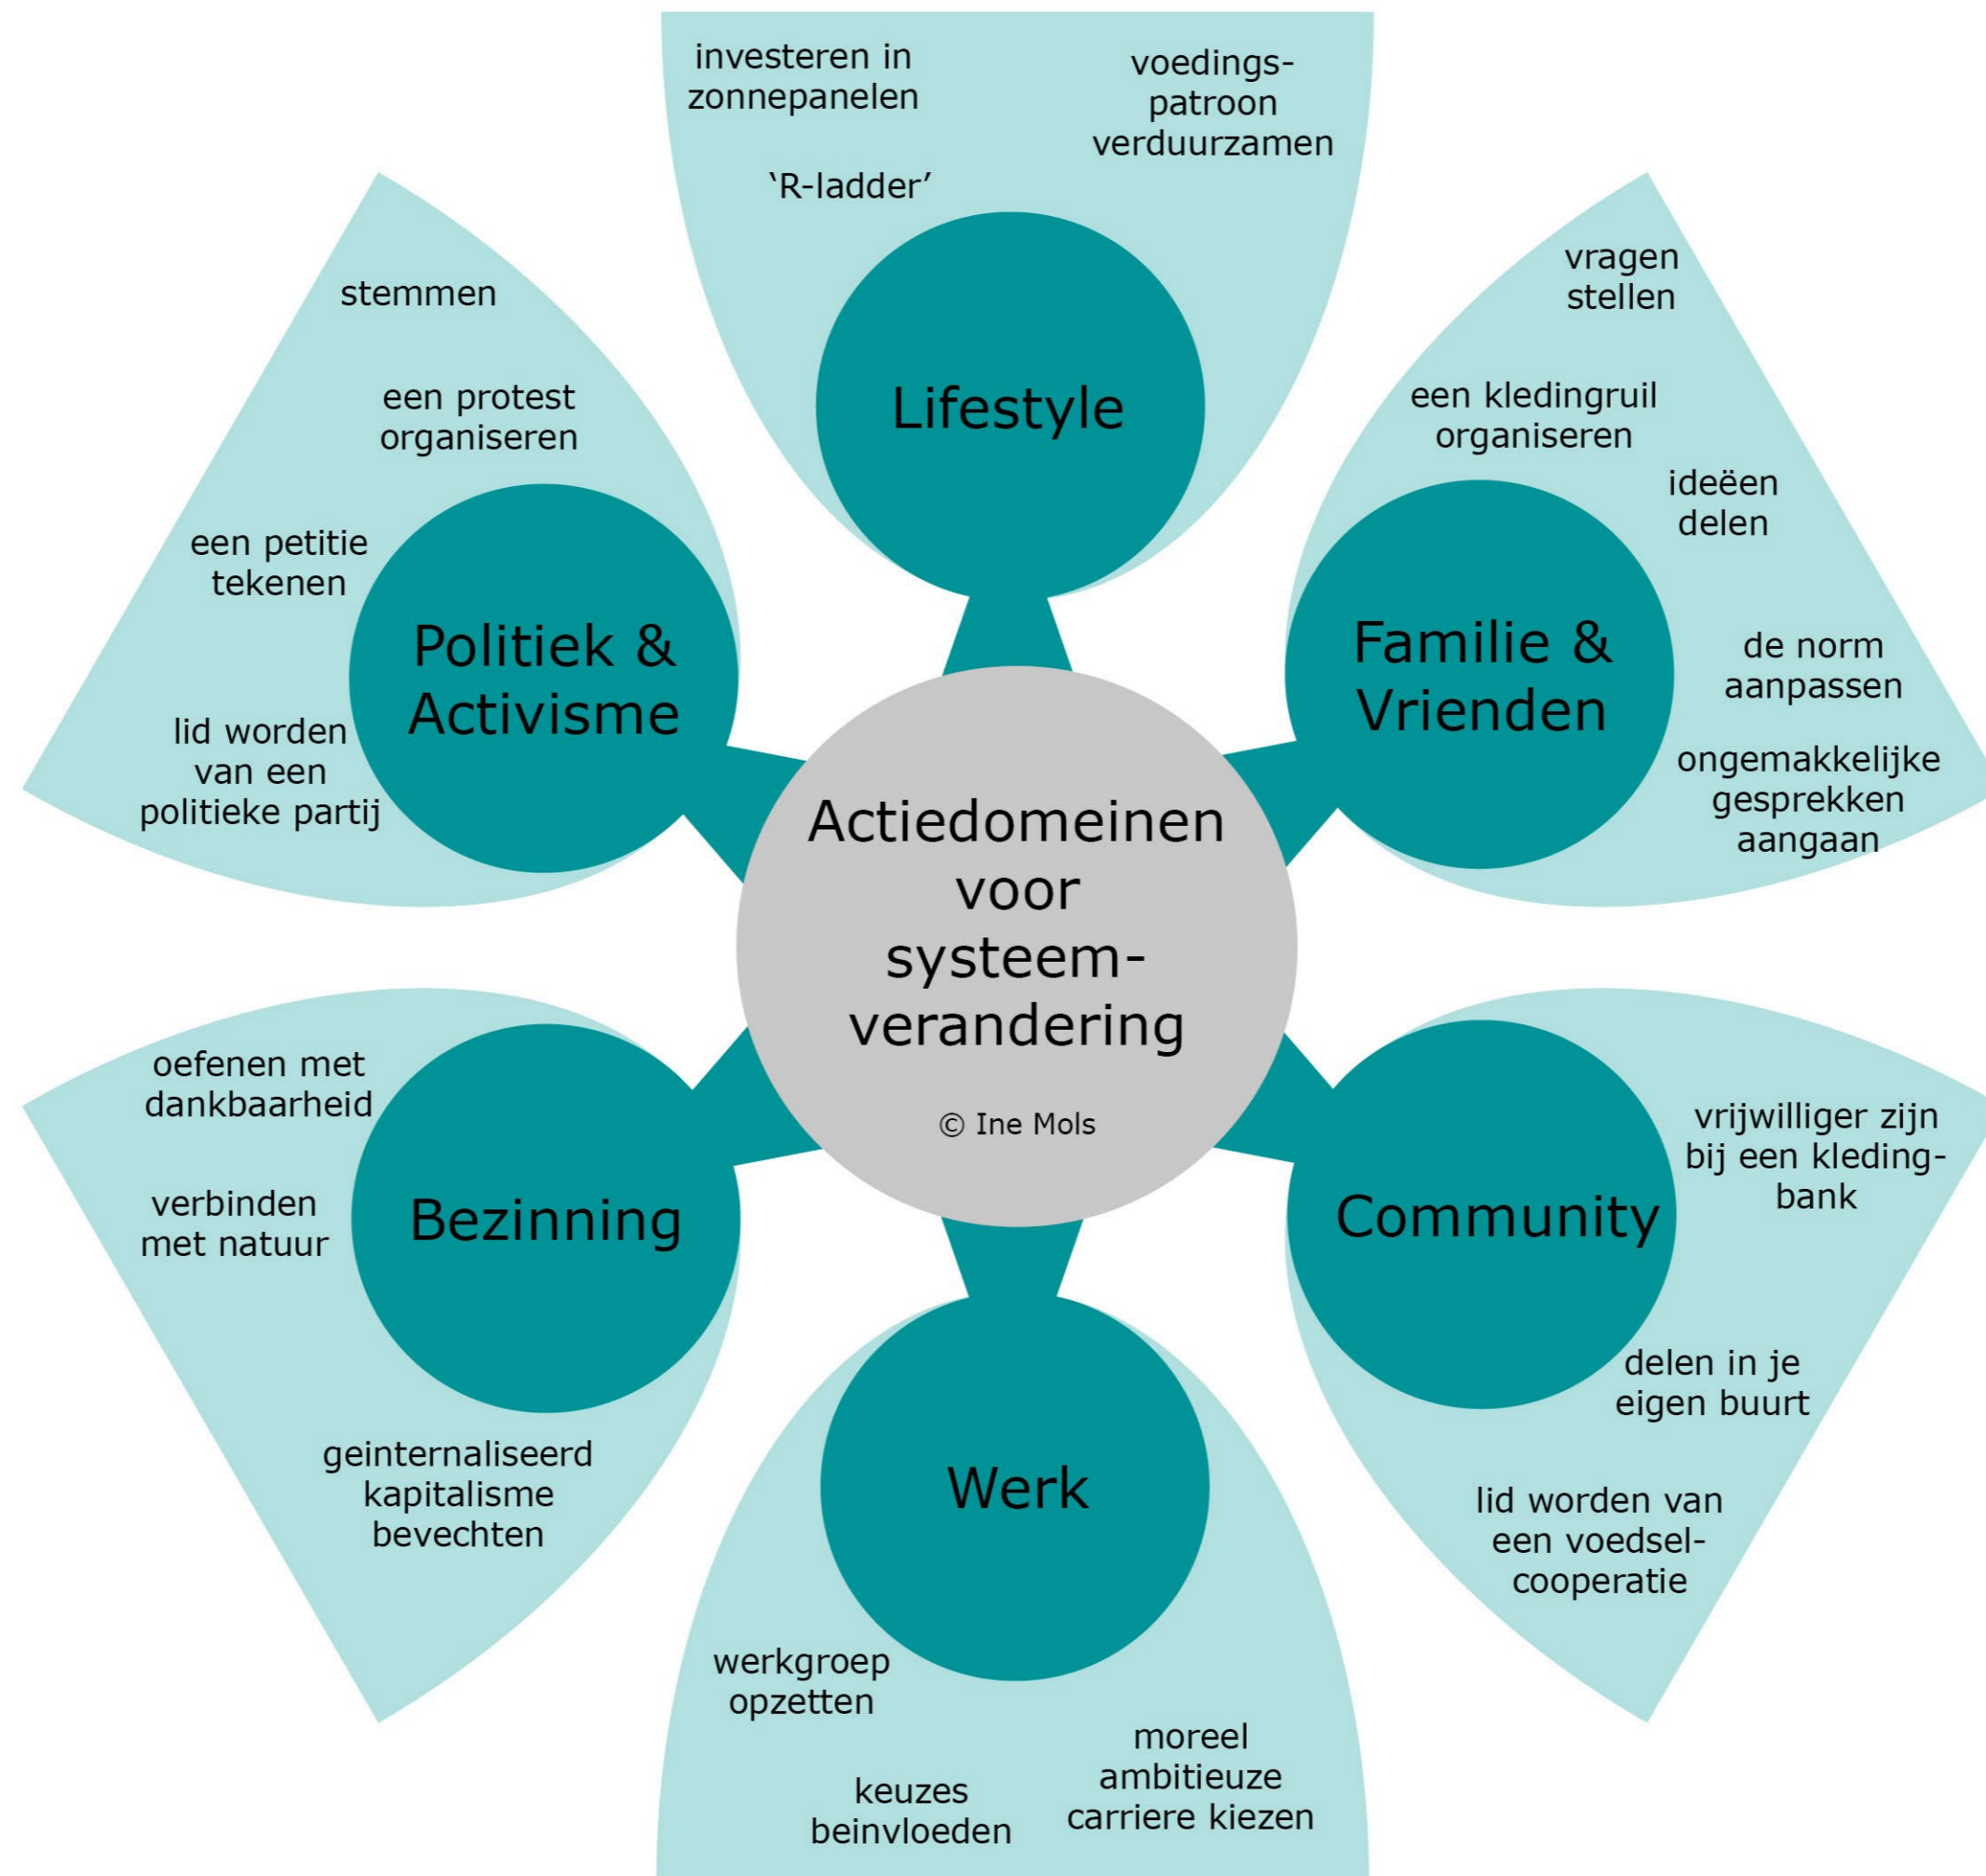 investeren in
zonnepanelen
voedings-
patroon
verduurzamen
‘R-ladder’
Lifestyle
vragen
stellen
een kledingruil
organiseren
ideëen
delen
de norm
aanpassen
ongemakkelijke
gesprekken
aangaan
Familie &
Vrienden
stemmen
een protest
organiseren
een petitie
tekenen
lid worden
van een
politieke partij
Politiek &
Activisme
Actiedomeinen
voor
systeem-
verandering
© Ine Mols
oefenen met
dankbaarheid
verbinden
met natuur
geinternaliseerd
kapitalisme
bevechten
Bezinning
Community
vrijwilliger zijn
bij een kleding-
bank
delen in je
eigen buurt
lid worden van
een voedsel-
cooperatie
Werk
werkgroep
opzetten
keuzes
beinvloeden
moreel
ambitieuze
carriere kiezen